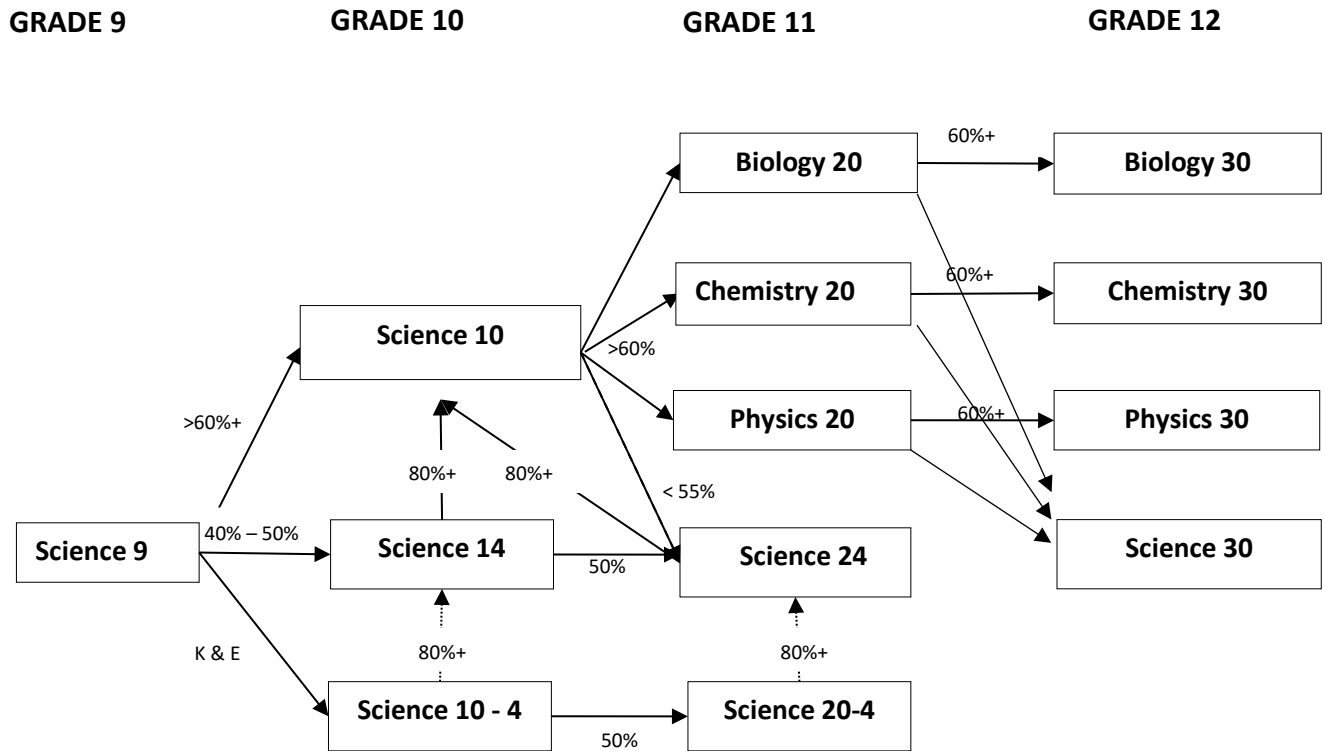 GRADE 9 GRADE 10 GRADE 11 GRADE 12
60%+
Biology 20 Biology 30
60%+
Chemistry 20 Chemistry 30
Science 10
>60%
60%+
Physics 20 Physics 30
>60%+
80%+ 80%+
< 55%
40% – 50%
Science 9 Science 14 Science 24 Science 30
50%
K & E 80%+ 80%+
Science 10 - 4 Science 20-4
50%